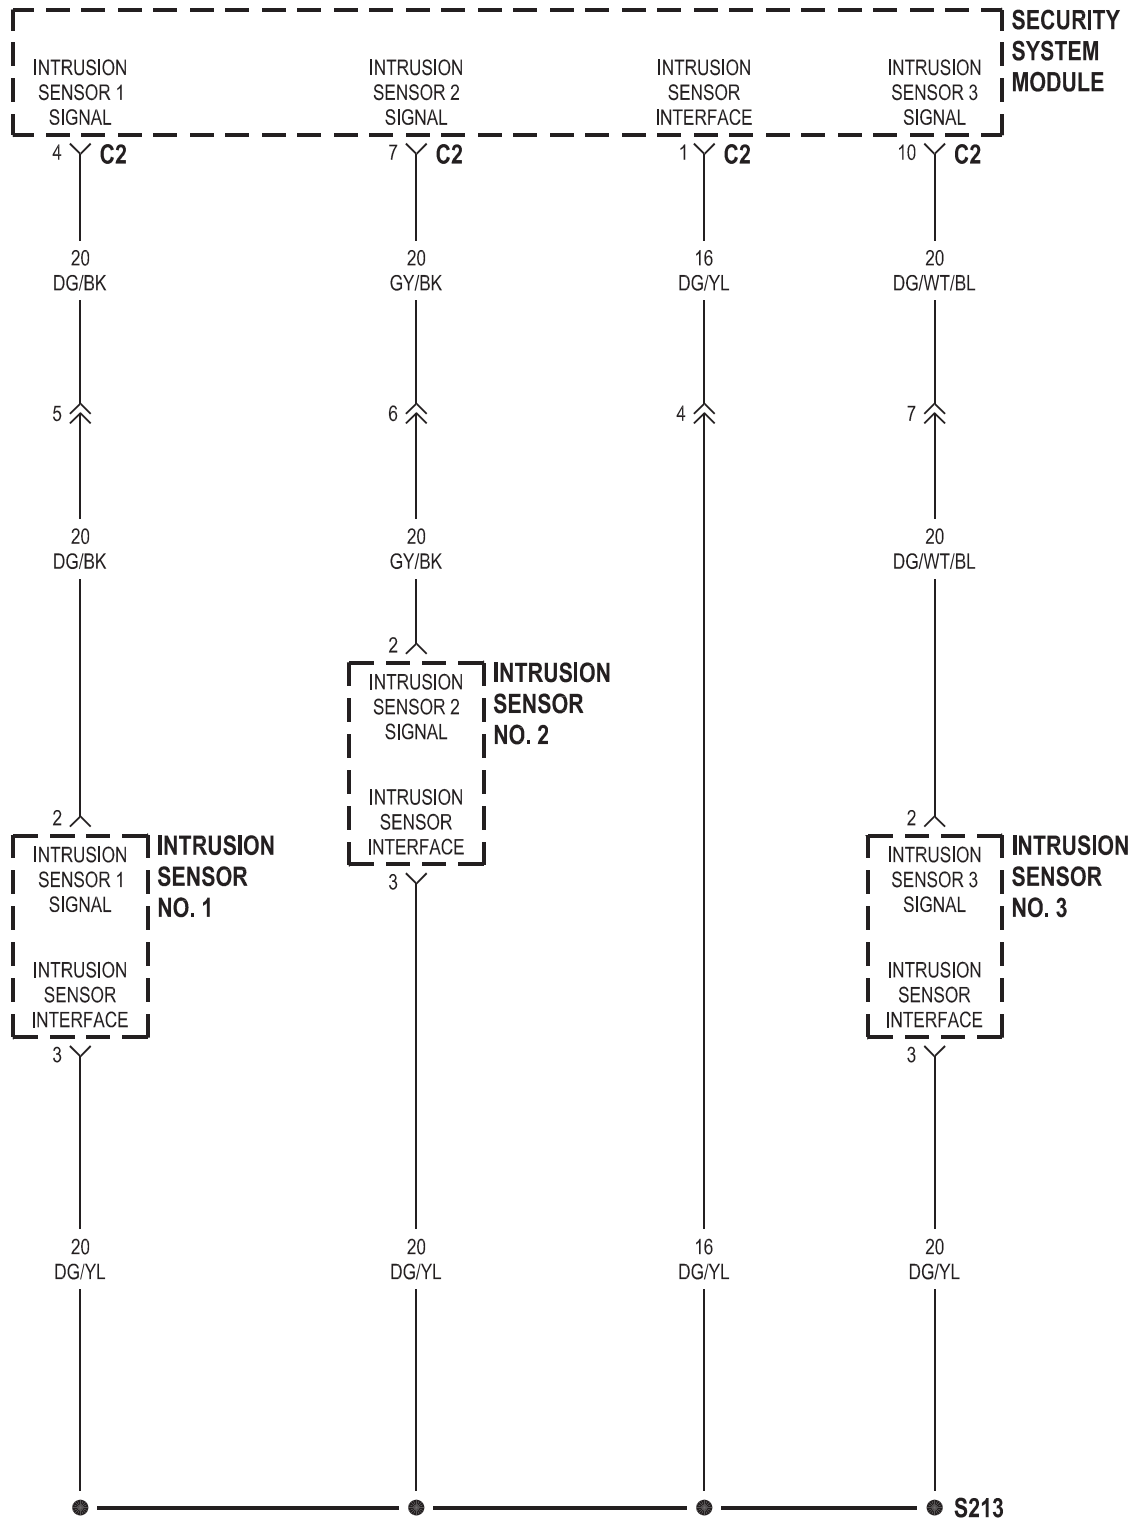 SECURITY
SYSTEM
MODULE
INTRUSION
SENSOR 1
SIGNAL
INTRUSION
SENSOR 2
SIGNAL
INTRUSION
SENSOR
INTERFACE
INTRUSION
SENSOR 3
SIGNAL
4 C2
7 C2
1 C2
10 C2
20
DG/BK
20
GY/BK
16
DG/YL
20
DG/WT/BL
5
6
4
7
20
DG/BK
20
GY/BK
20
DG/WT/BL
2
INTRUSION
SENSOR 2
SIGNAL
INTRUSION
SENSOR
INTERFACE
INTRUSION
SENSOR
NO. 2
3
2
INTRUSION
SENSOR 1
SIGNAL
INTRUSION
SENSOR
INTERFACE
INTRUSION
SENSOR
NO. 1
3
2
INTRUSION
SENSOR 3
SIGNAL
INTRUSION
SENSOR
INTERFACE
INTRUSION
SENSOR
NO. 3
3
20
DG/YL
20
DG/YL
16
DG/YL
20
DG/YL
S213